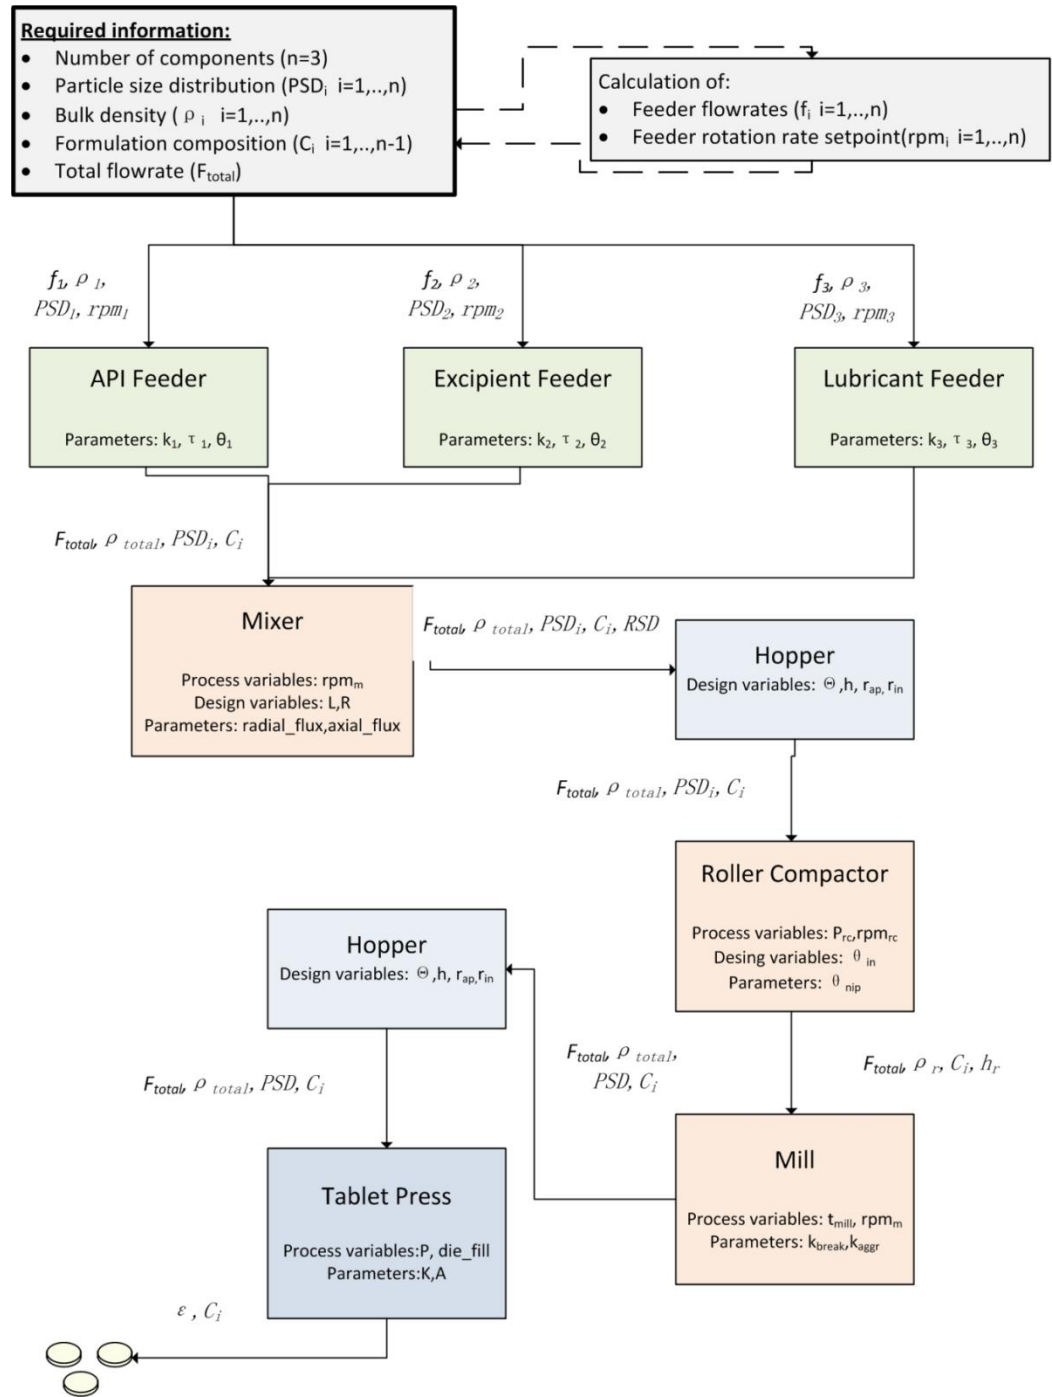 Required information:
• Number of components (n=3)
• Particle size distribution (PSDi i=1,..,n)
• Bulk density ( ρ i i=1,..,n)
• Formulation composition (Ci i=1,..,n-1)
• Total flowrate (Ftotal)
Calculation of:
• Feeder flowrates (fi i=1,..,n)
• Feeder rotation rate setpoint(rpmi i=1,..,n)
f1, ρ 1,
PSD1, rpm1
f2, ρ 2,
PSD2, rpm2
f3, ρ 3,
PSD3, rpm3
API Feeder
Parameters: k1, τ 1, θ1
Excipient Feeder
Parameters: k2, τ 2, θ2
Lubricant Feeder
Parameters: k3, τ 3, θ3
Ftotal, ρ total, PSDi, Ci
Mixer
Process variables: rpmm
Design variables: L,R
Parameters: radial_flux,axial_flux
Ftotal, ρ total, PSDi, Ci, RSD
Hopper
Design variables: Θ,h, rap, rin
Ftotal, ρ total, PSDi, Ci
Roller Compactor
Process variables: Prc,rpmrc
Desing variables: θ in
Parameters: θ nip
Ftotal, ρ r, Ci, hr
Mill
Process variables: tmill, rpmm
Parameters: kbreak,kaggr
Ftotal, ρ total,
PSD, Ci
Hopper
Design variables: Θ,h, rap,rin
Ftotal, ρ total, PSD, Ci
Tablet Press
Process variables:P, die_fill
Parameters:K,A
ε, Ci